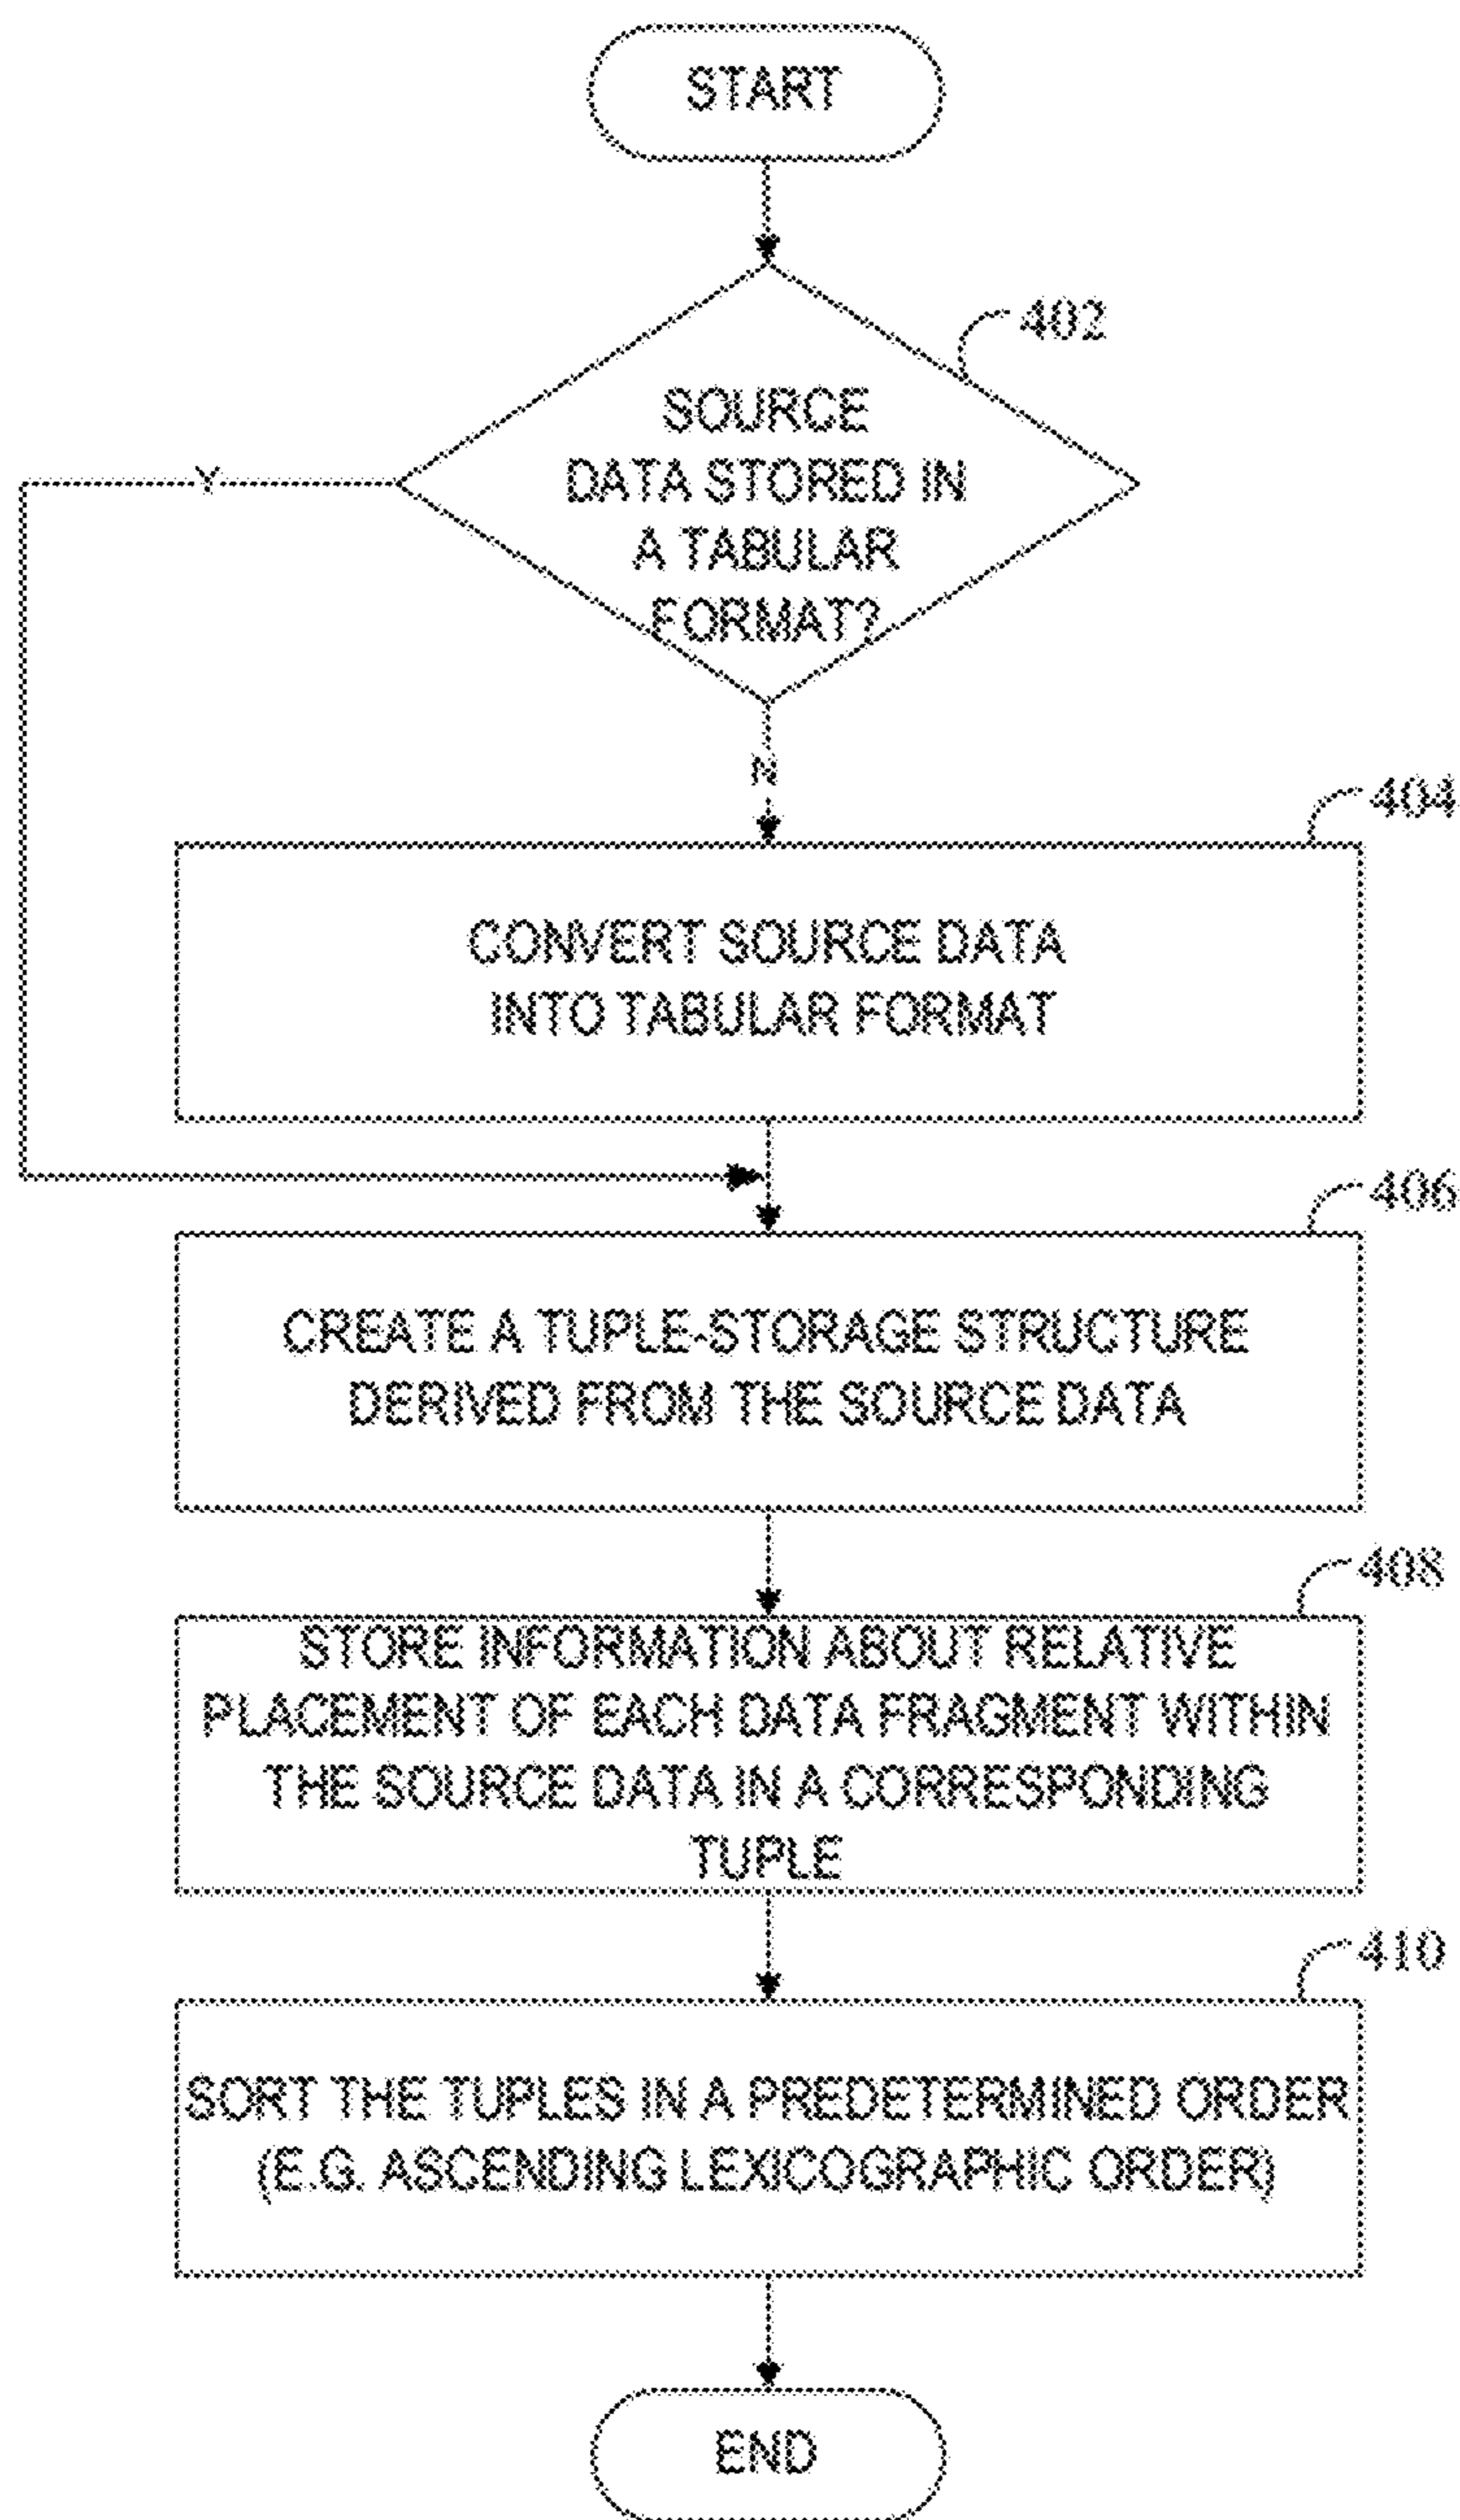 START
402
SOURCE
DATA STORED IN
A TABULAR
FORMAT?
Y
N
404
CONVERT SOURCE DATA
INTO TABULAR FORMAT
406
CREATE A TUPLE-STORAGE STRUCTURE
DERIVED FROM THE SOURCE DATA
408
STORE INFORMATION ABOUT RELATIVE
PLACEMENT OF EACH DATA FRAGMENT WITHIN
THE SOURCE DATA IN A CORRESPONDING
TUPLE
410
SORT THE TUPLES IN A PREDETERMINED ORDER
(E.G. ASCENDING LEXICOGRAPHIC ORDER)
END